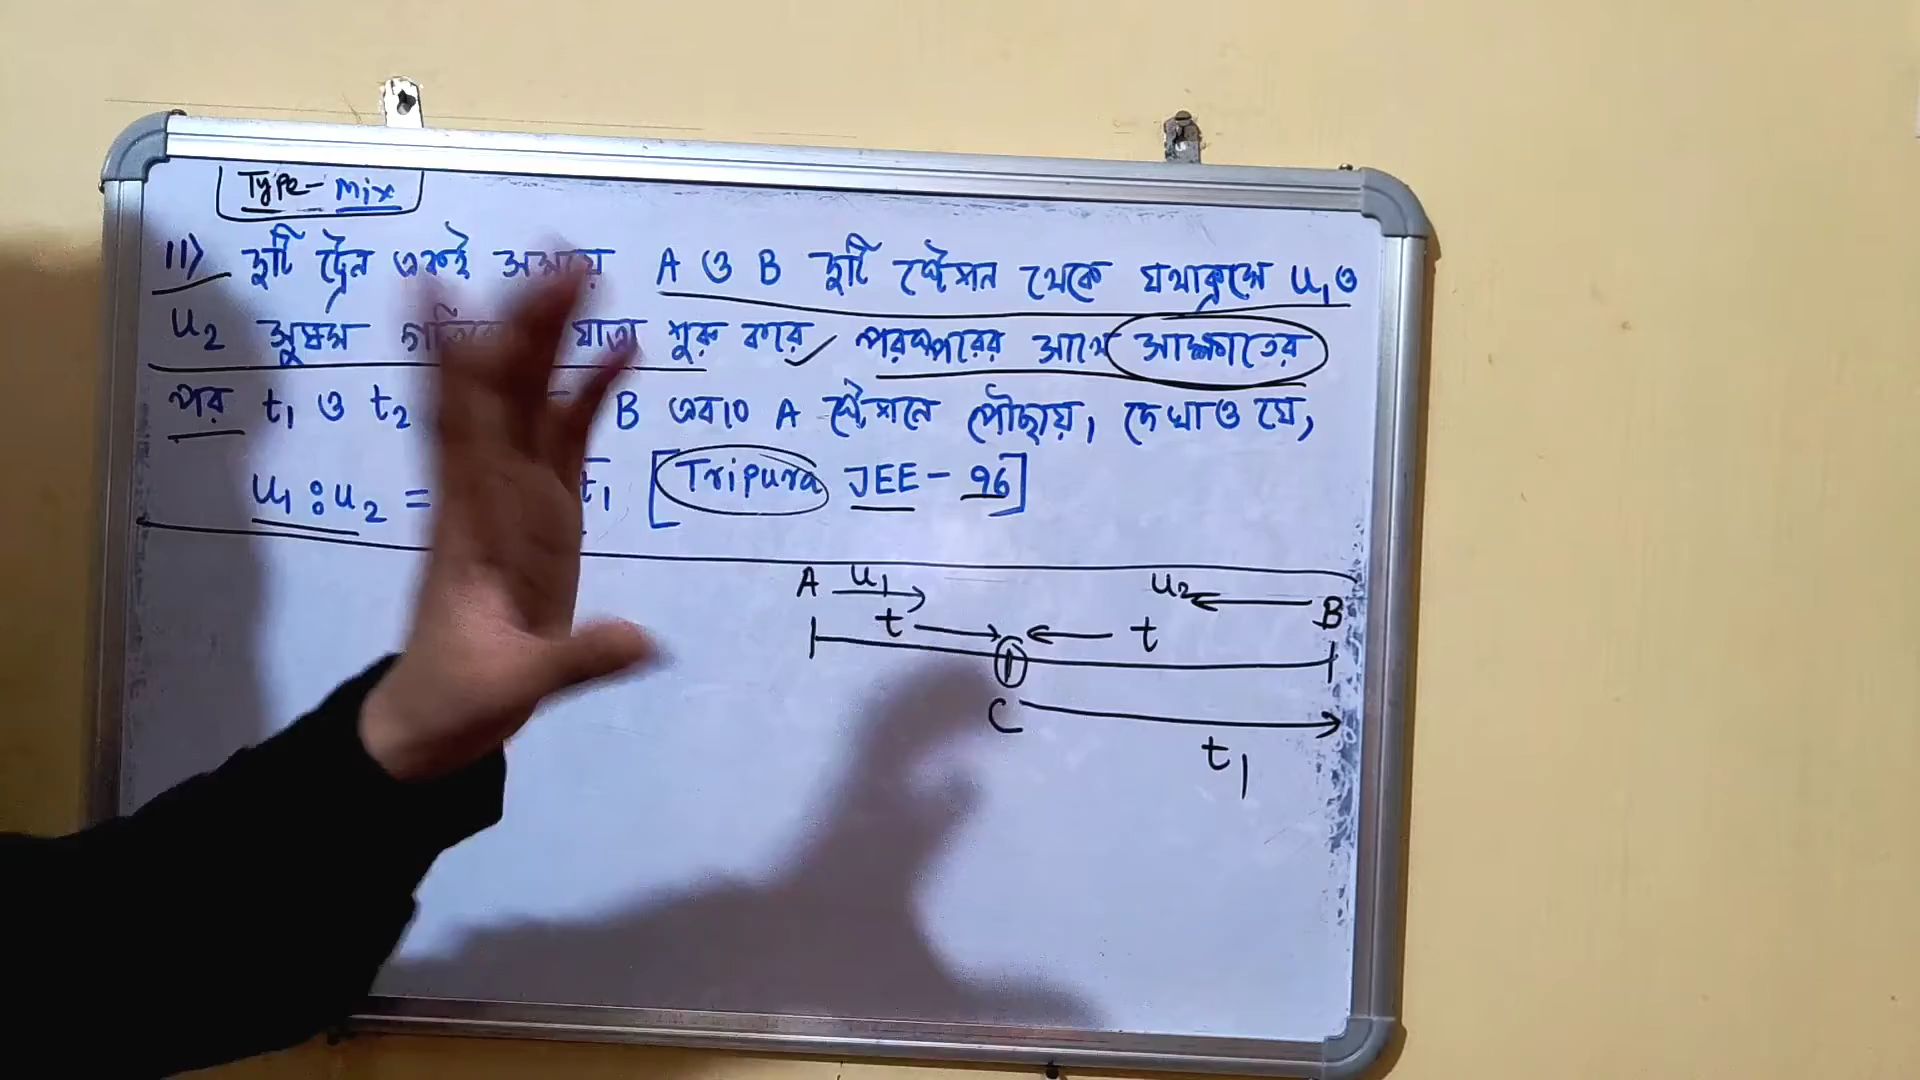 Type- Mix
11) দুটি ট্রেন একই সময়ে A ও B দুটি স্টেশন থেকে যথাক্রমে u₁ ও
u₂ সুষম যাত্রা শুরু করে পরস্পরের সাথে সাক্ষাতের
পর t₁ ও t₂ B এবং A স্টেশনে পৌঁছায়, দেখাও যে,
u₁ : u₂ = t₁ [Tripura JEE - 96]
A u₁ u₂ B
t t
C
t₁